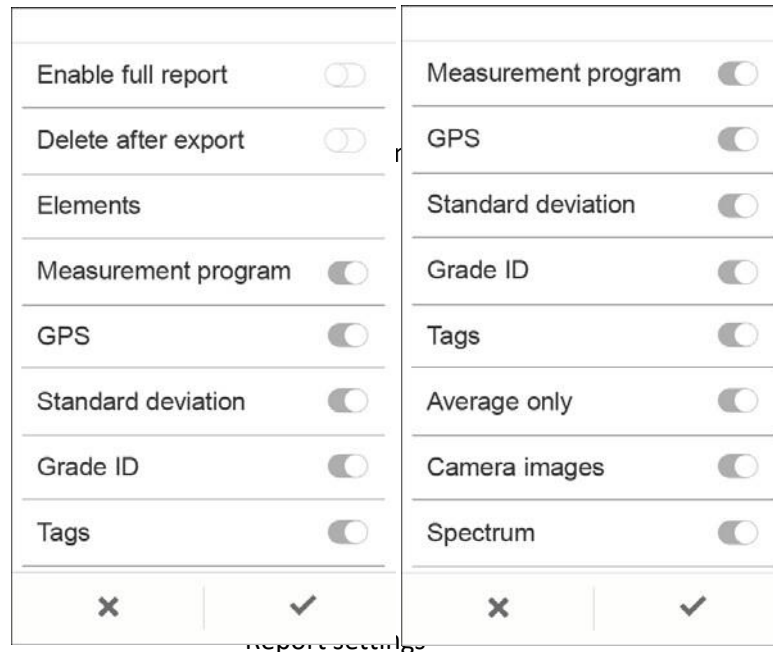 Enable full report
Delete after export
Elements
Measurement program
GPS
Standard deviation
Grade ID
Tags
Measurement program
GPS
Standard deviation
Grade ID
Tags
Average only
Camera images
Spectrum
Report settings